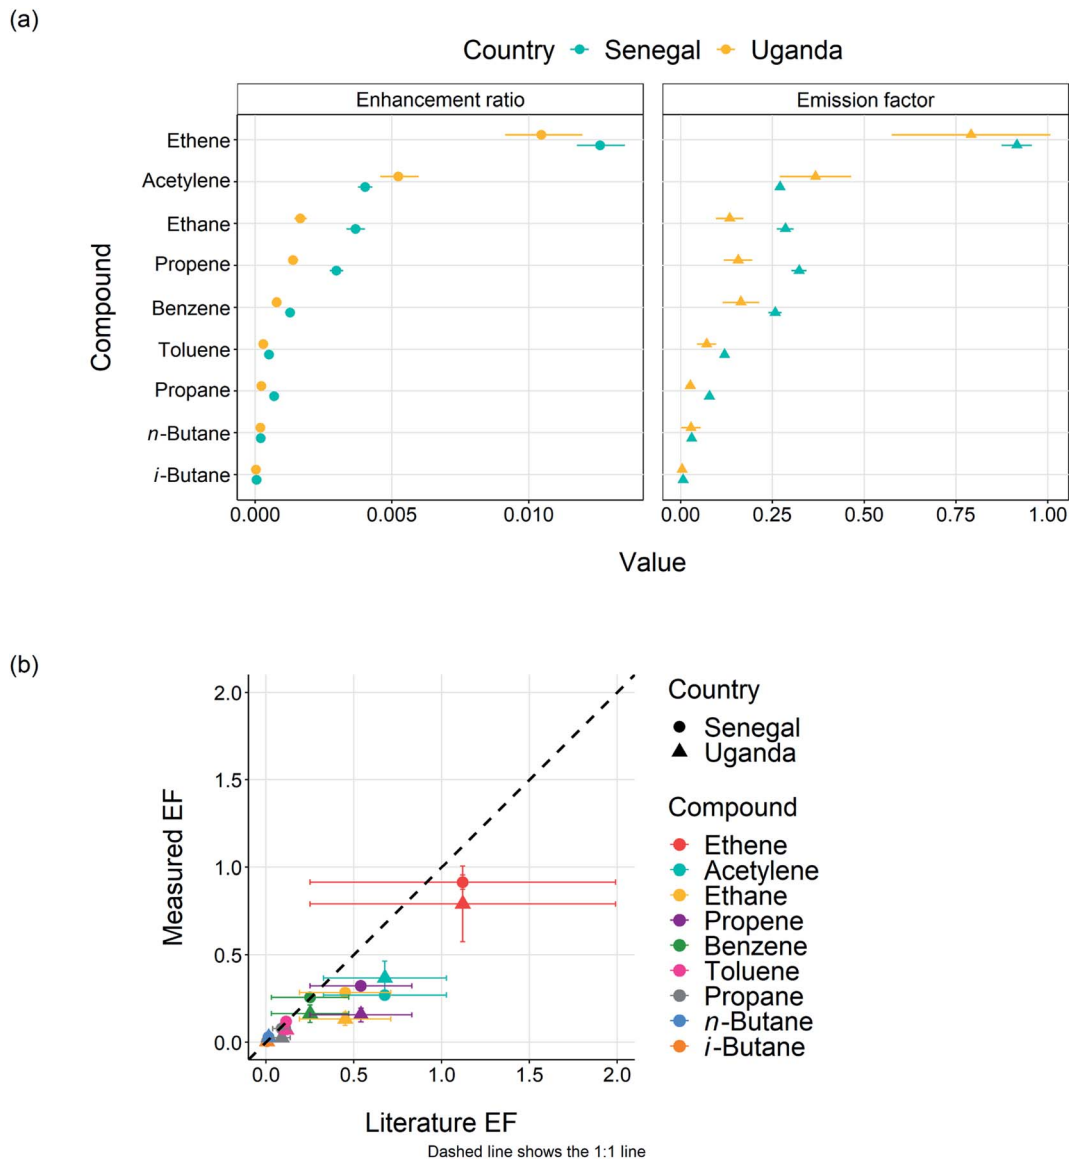 (a)
Country Senegal Uganda
Enhancement ratio
Emission factor
Compound
Ethene
Acetylene
Ethane
Propene
Benzene
Toluene
Propane
n-Butane
i-Butane
0.000 0.005 0.010
0.00 0.25 0.50 0.75 1.00
Value
(b)
Measured EF
2.0
1.5
1.0
0.5
0.0
0.0 0.5 1.0 1.5 2.0
Literature EF
Dashed line shows the 1:1 line
Country
Senegal
Uganda
Compound
Ethene
Acetylene
Ethane
Propene
Benzene
Toluene
Propane
n-Butane
i-Butane